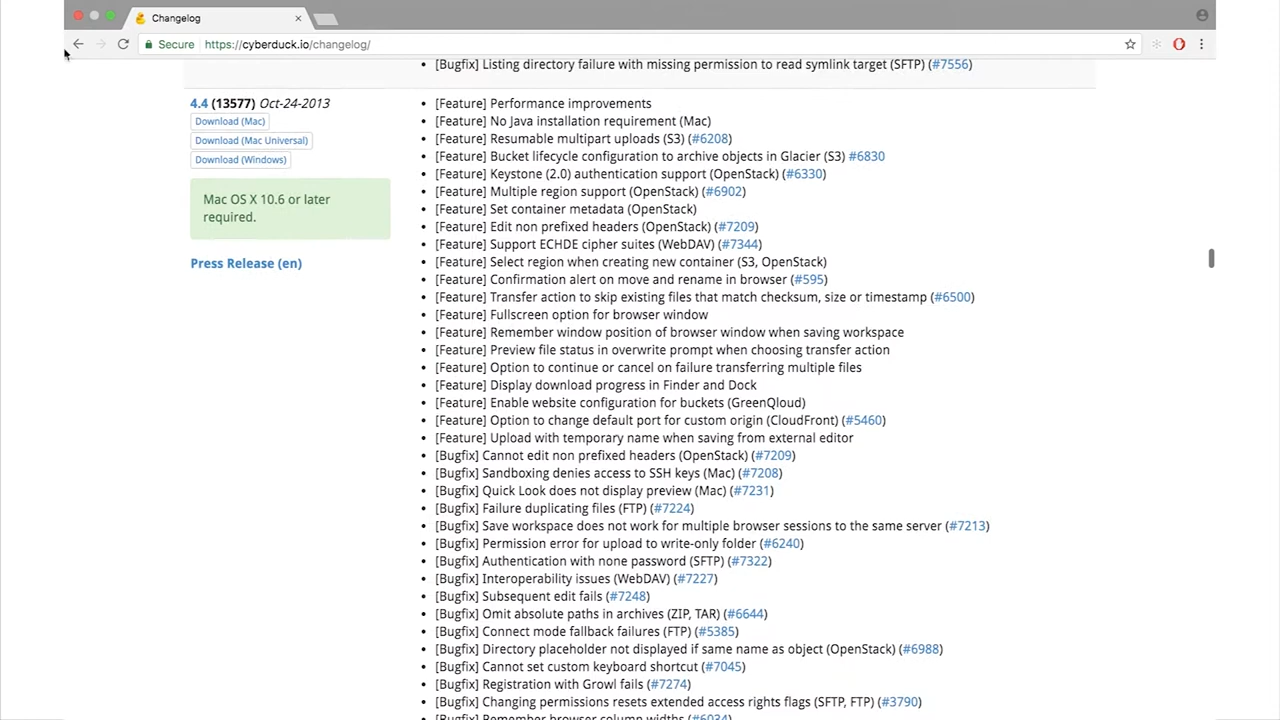 Changelog
Secure https://cyberduck.io/changelog/
[Bugfix] Listing directory failure with missing permission to read symlink target (SFTP) (#7556)
4.4 (13577) Oct-24-2013
Download (Mac)
Download (Mac Universal)
Download (Windows)
Mac OS X 10.6 or later
required.
Press Release (en)
• [Feature] Performance improvements
• [Feature] No Java installation requirement (Mac)
• [Feature] Resumable multipart uploads (S3) (#6208)
• [Feature] Bucket lifecycle configuration to archive objects in Glacier (S3) #6830
• [Feature] Keystone (2.0) authentication support (OpenStack) (#6330)
• [Feature] Multiple region support (OpenStack) (#6902)
• [Feature] Set container metadata (OpenStack)
• [Feature] Edit non prefixed headers (OpenStack) (#7209)
• [Feature] Support ECHDE cipher suites (WebDAV) (#7344)
• [Feature] Select region when creating new container (S3, OpenStack)
• [Feature] Confirmation alert on move and rename in browser (#595)
• [Feature] Transfer action to skip existing files that match checksum, size or timestamp (#6500)
• [Feature] Fullscreen option for browser window
• [Feature] Remember window position of browser window when saving workspace
• [Feature] Preview file status in overwrite prompt when choosing transfer action
• [Feature] Option to continue or cancel on failure transferring multiple files
• [Feature] Display download progress in Finder and Dock
• [Feature] Enable website configuration for buckets (GreenQloud)
• [Feature] Option to change default port for custom origin (CloudFront) (#5460)
• [Feature] Upload with temporary name when saving from external editor
• [Bugfix] Cannot edit non prefixed headers (OpenStack) (#7209)
• [Bugfix] Sandboxing denies access to SSH keys (Mac) (#7208)
• [Bugfix] Quick Look does not display preview (Mac) (#7231)
• [Bugfix] Failure duplicating files (FTP) (#7224)
• [Bugfix] Save workspace does not work for multiple browser sessions to the same server (#7213)
• [Bugfix] Permission error for upload to write-only folder (#6240)
• [Bugfix] Authentication with none password (SFTP) (#7322)
• [Bugfix] Interoperability issues (WebDAV) (#7227)
• [Bugfix] Subsequent edit fails (#7248)
• [Bugfix] Omit absolute paths in archives (ZIP, TAR) (#6644)
• [Bugfix] Connect mode fallback failures (FTP) (#5385)
• [Bugfix] Directory placeholder not displayed if same name as object (OpenStack) (#6988)
• [Bugfix] Cannot set custom keyboard shortcut (#7045)
• [Bugfix] Registration with Growl fails (#7274)
• [Bugfix] Changing permissions resets extended access rights flags (SFTP, FTP) (#3790)
• [Bugfix] Remember browser column widths (#6034)